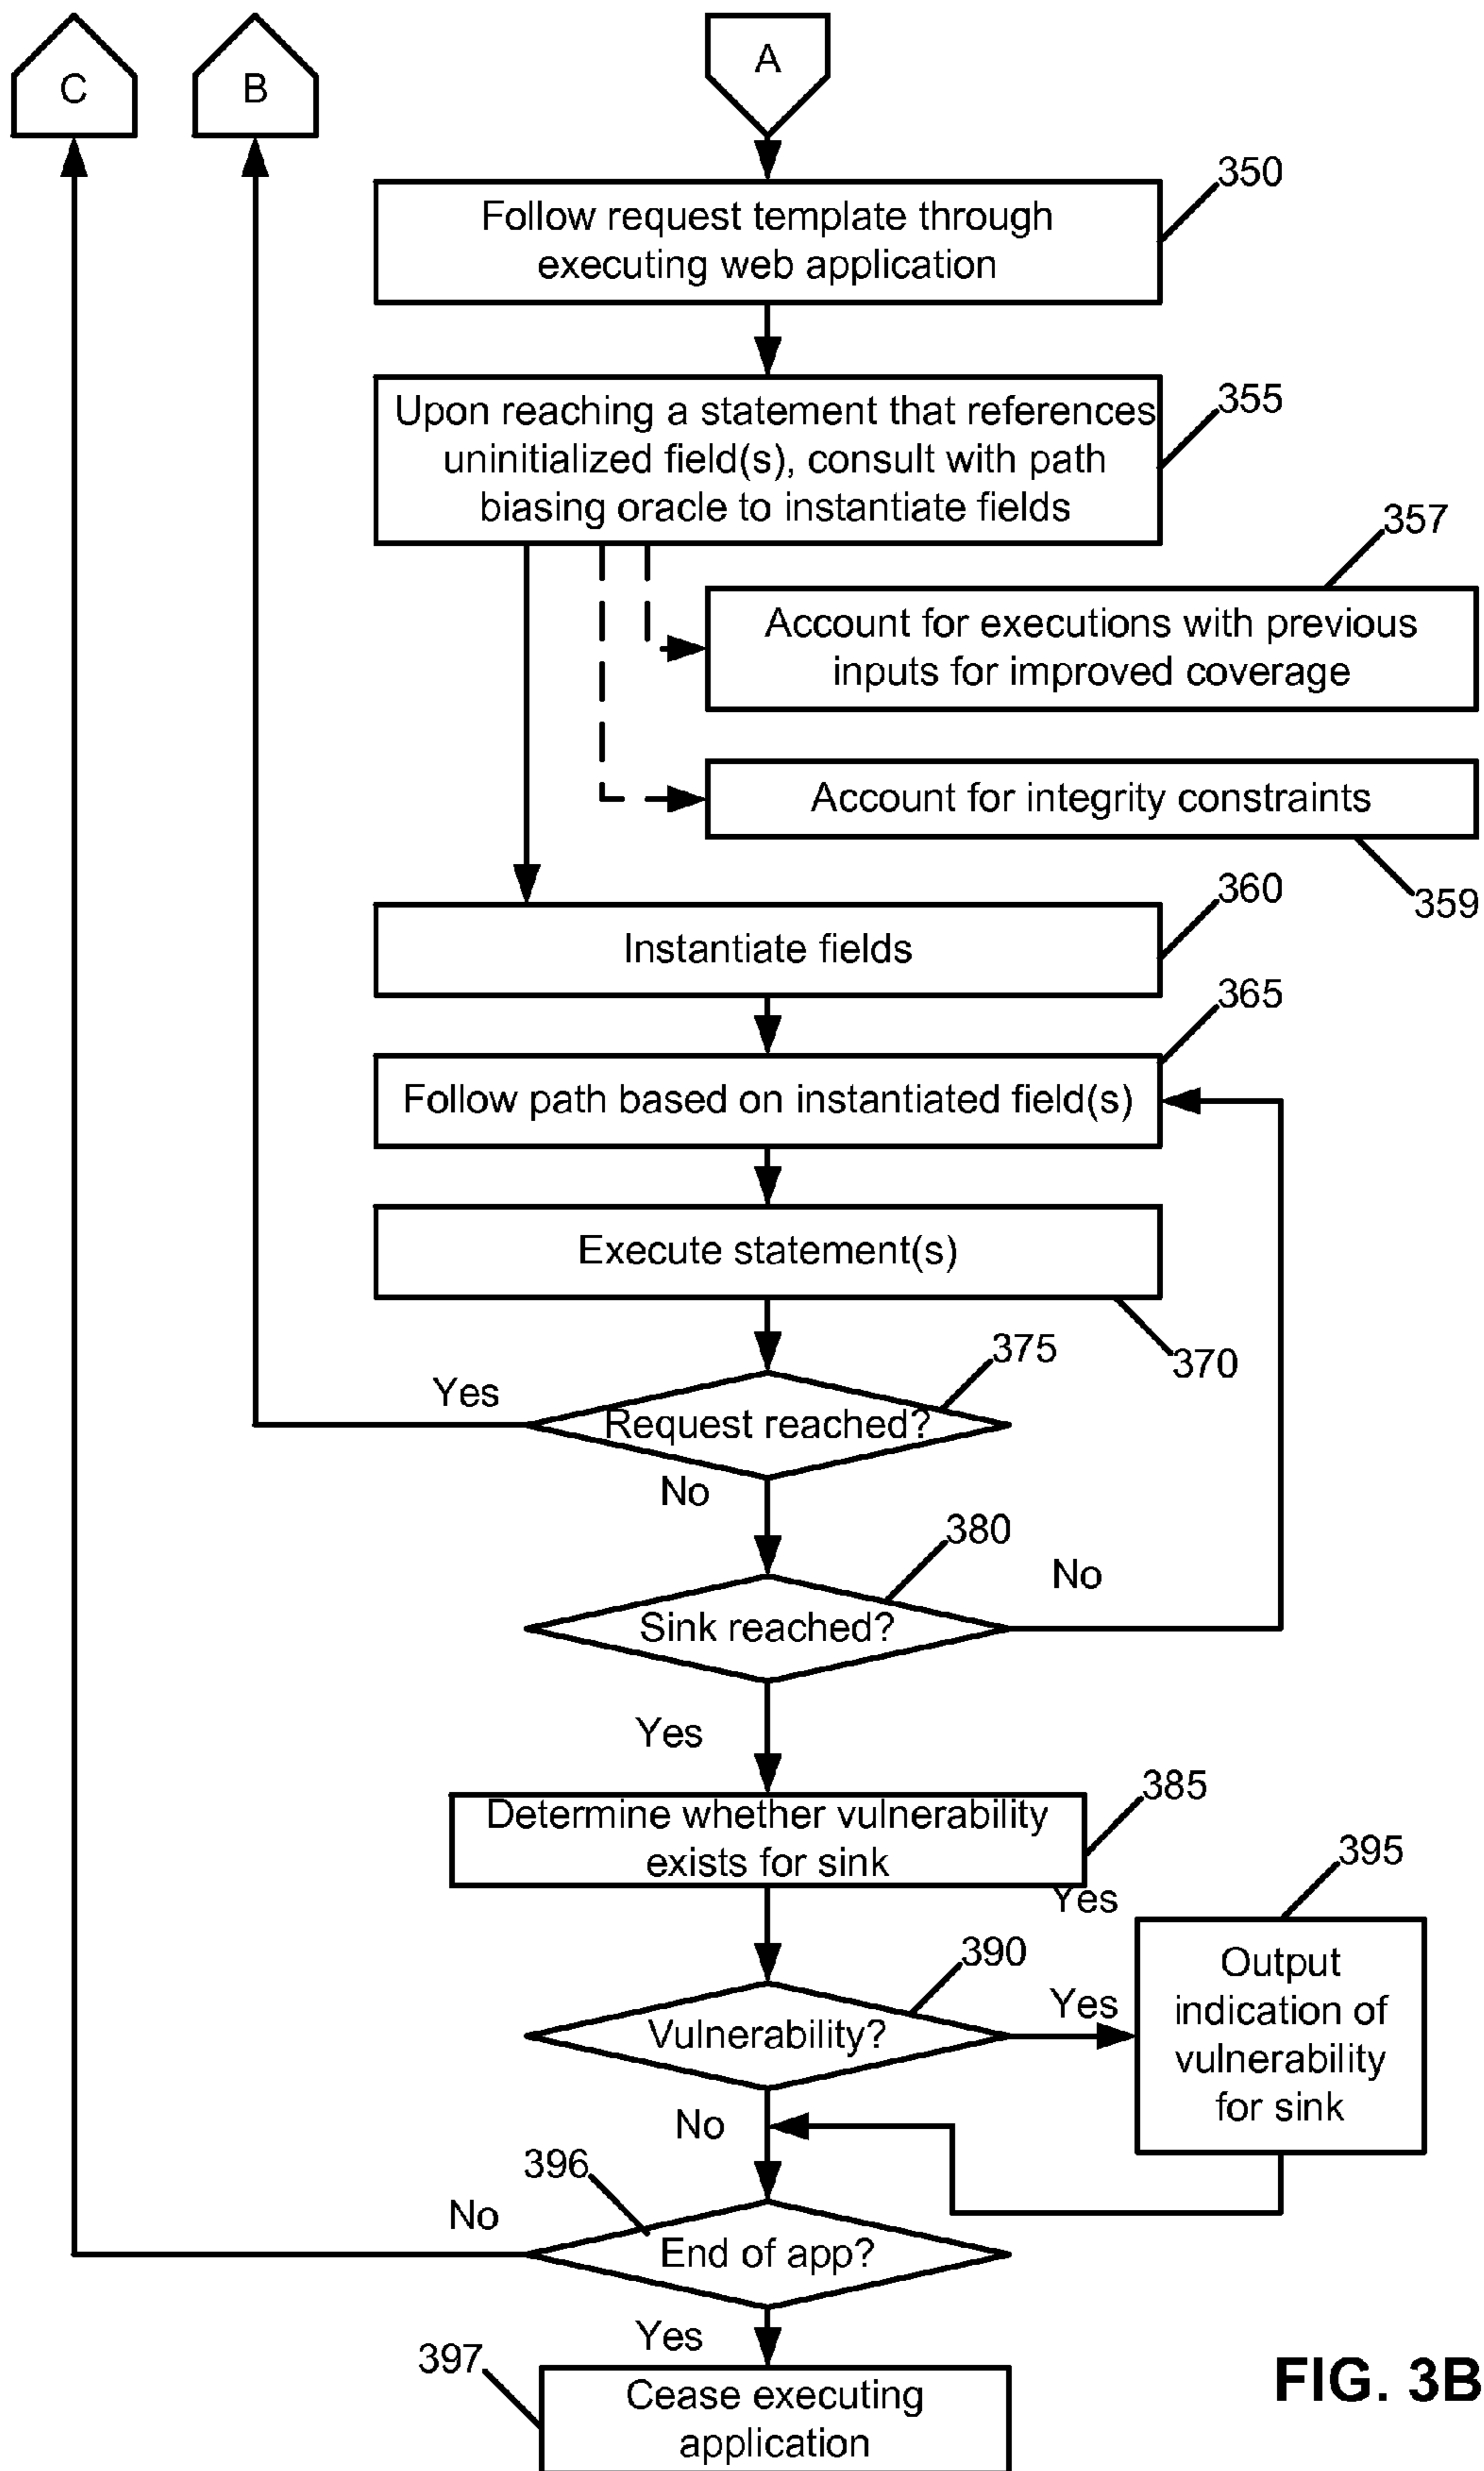 C
B
A
350
Follow request template through
executing web application
355
Upon reaching a statement that references
uninitialized field(s), consult with path
biasing oracle to instantiate fields
357
Account for executions with previous
inputs for improved coverage
Account for integrity constraints
359
360
Instantiate fields
365
Follow path based on instantiated field(s)
Execute statement(s)
370
375
Yes
Request reached?
No
380
No
Sink reached?
Yes
385
Determine whether vulnerability
exists for sink
395
Yes
390
Output
indication of
vulnerability
for sink
Yes
Vulnerability?
No
396
No
End of app?
Yes
397
Cease executing
application
FIG. 3B